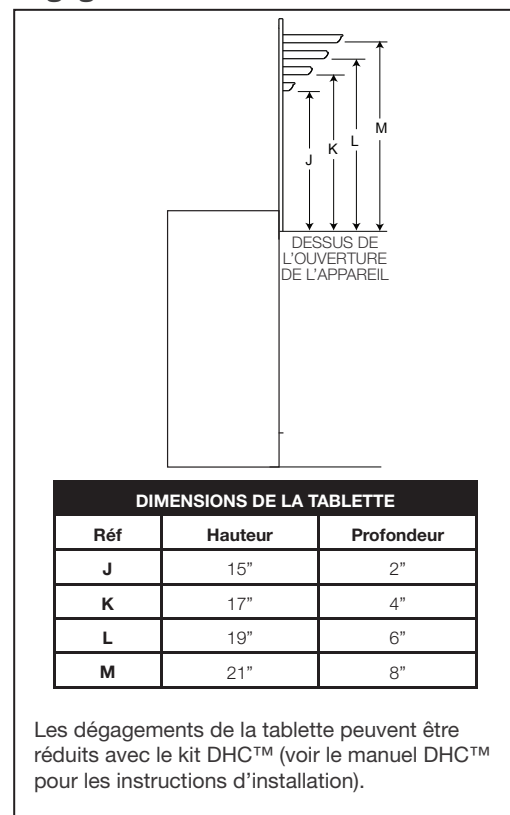 M
L
K
J
DESSUS DE
L'OUVERTURE
DE L'APPAREIL
DIMENSIONS DE LA TABLETTE
Réf Hauteur Profondeur
J 15” 2”
K 17” 4”
L 19” 6”
M 21” 8”
Les dégagements de la tablette peuvent être
réduits avec le kit DHC™ (voir le manuel DHC™
pour les instructions d’installation).